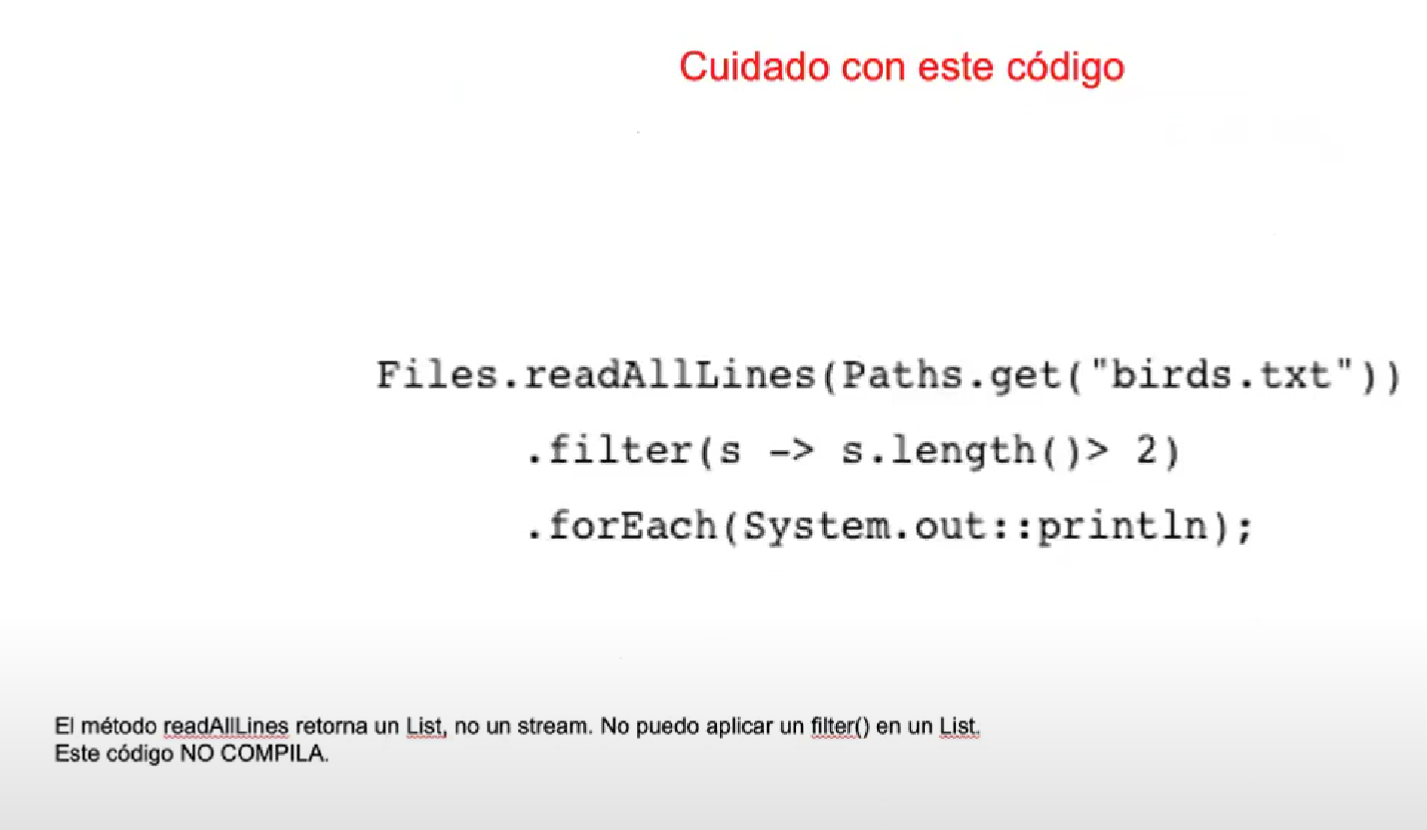 Cuidado con este código
Files.readAllLines(Paths.get("birds.txt"))
.filter(s -> s.length()> 2)
.forEach(System.out::println);
El método readAllLines retorna un List, no un stream. No puedo aplicar un filter() en un List.
Este código NO COMPILA.